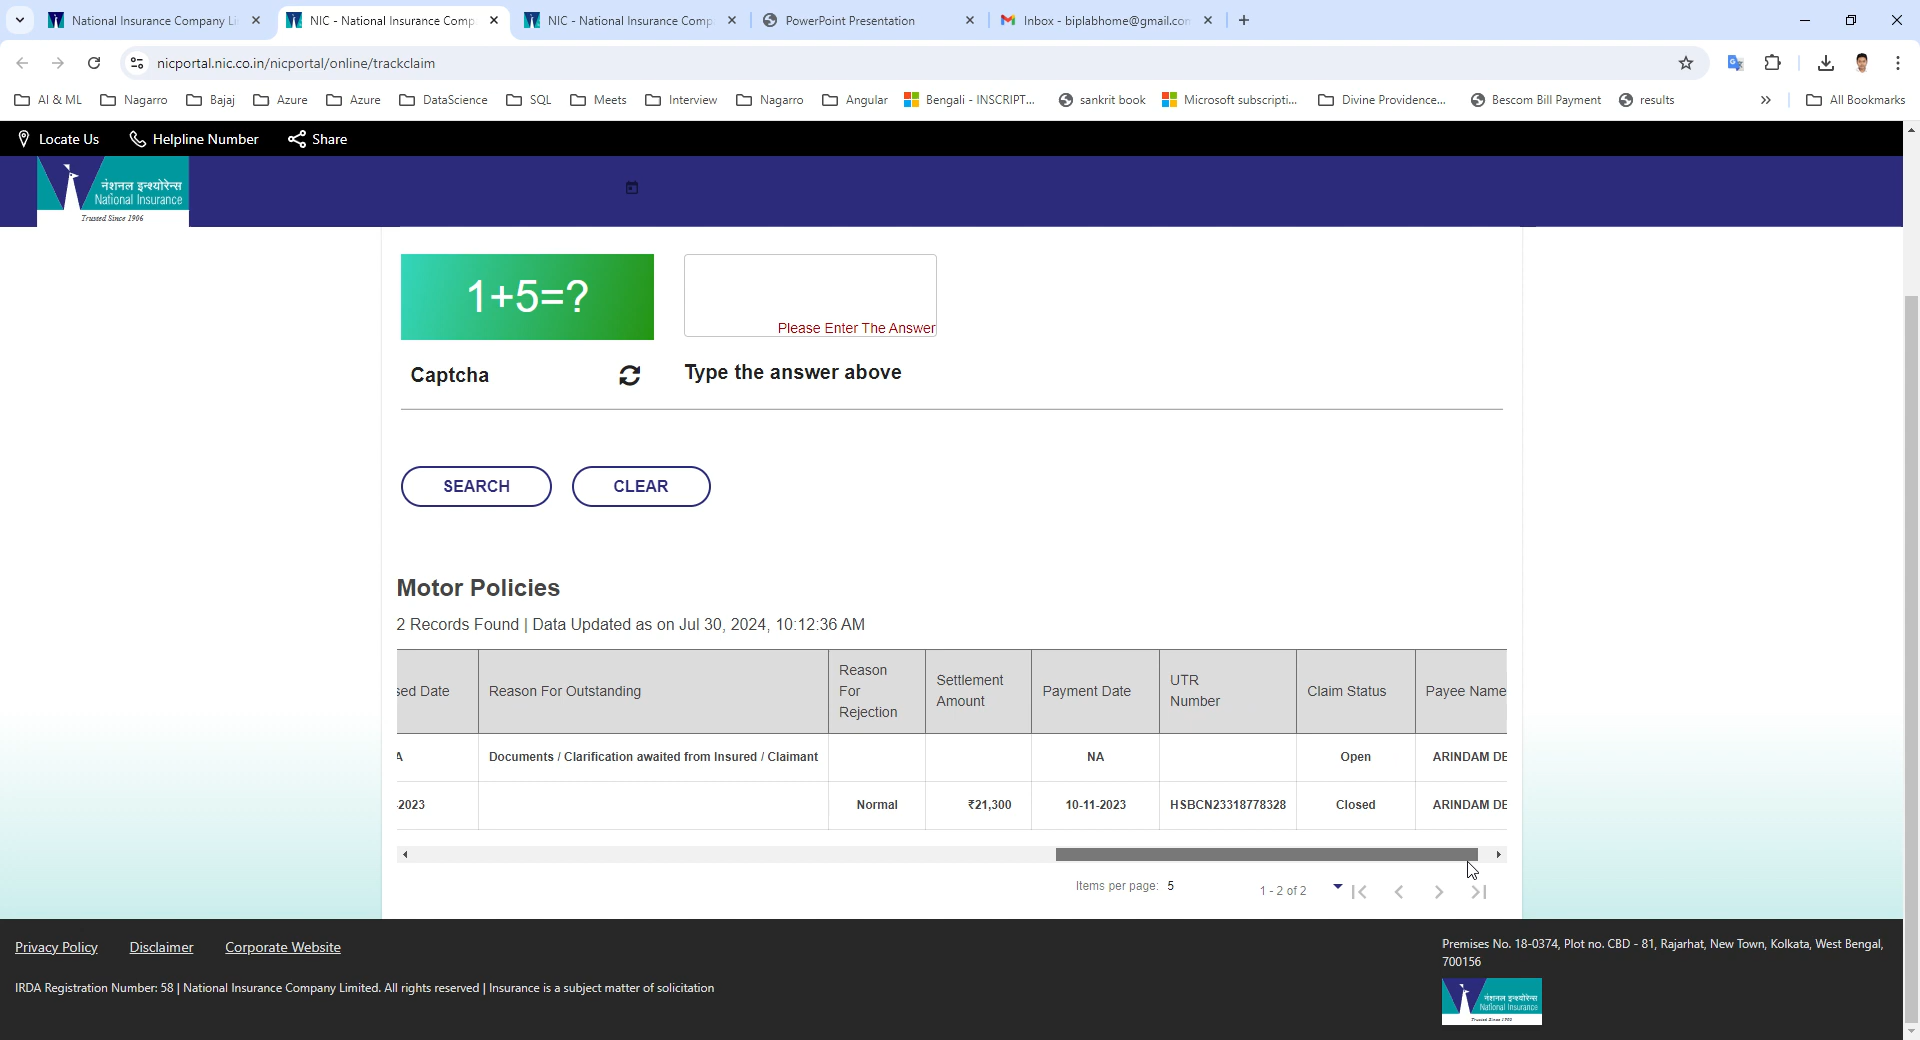 National Insurance Company Li
NIC - National Insurance Comp
NIC - National Insurance Comp
PowerPoint Presentation
Inbox - biplabhome@gmail.con
nicportal.nic.co.in/nicportal/online/trackclaim
AI & ML
Nagarro
Bajaj
Azure
Azure
DataScience
SQL
Meets
Interview
Nagarro
Angular
Bengali - INSCRIPT...
sankrit book
Microsoft subscripti...
Divine Providence...
Bescom Bill Payment
results
All Bookmarks
Locate Us
Helpline Number
Share
नेशनल इन्श्योरेन्स
National Insurance
Trusted Since 1906
1+5=?
Please Enter The Answer
Captcha
Type the answer above
SEARCH
CLEAR
Motor Policies
2 Records Found | Data Updated as on Jul 30, 2024, 10:12:36 AM
sed Date
Reason For Outstanding
Reason
For
Rejection
Settlement
Amount
Payment Date
UTR
Number
Claim Status
Payee Name
A
Documents / Clarification awaited from Insured / Claimant
NA
Open
ARINDAM DE
-2023
Normal
₹21,300
10-11-2023
HSBCN23318778328
Closed
ARINDAM DE
Items per page: 5
1 - 2 of 2
Privacy Policy
Disclaimer
Corporate Website
IRDA Registration Number: 58 | National Insurance Company Limited. All rights reserved | Insurance is a subject matter of solicitation
Premises No. 18-0374, Plot no. CBD - 81, Rajarhat, New Town, Kolkata, West Bengal,
700156
नेशनल इन्श्योरेन्स
National Insurance
Trusted Since 1906